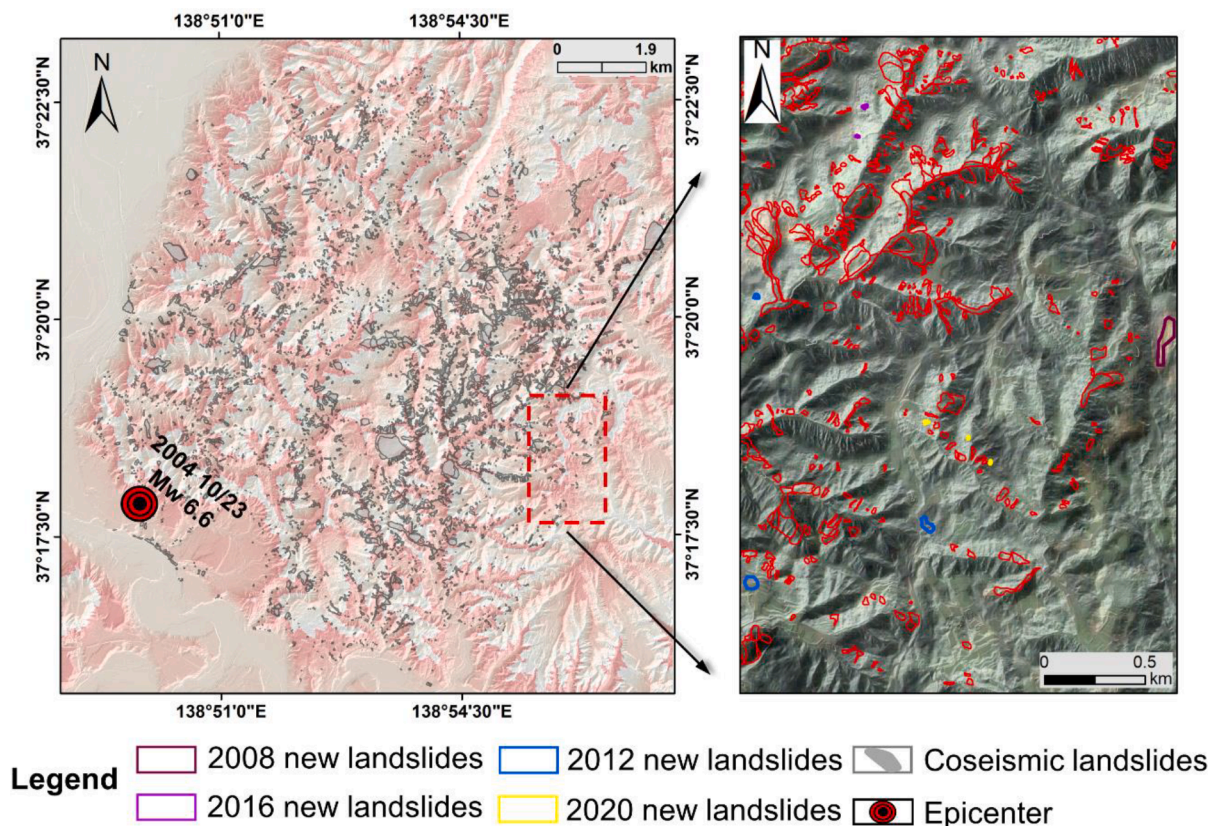 138°51'0"E
138°54'30"E
N
0 1.9
km
37°22'30"N
37°20'0"N
37°17'30"N
2004 10/23
Mw 6.6
37°22'30"N
37°20'0"N
37°17'30"N
138°51'0"E
138°54'30"E
N
0 0.5
km
Legend
2008 new landslides
2012 new landslides
Coseismic landslides
2016 new landslides
2020 new landslides
Epicenter